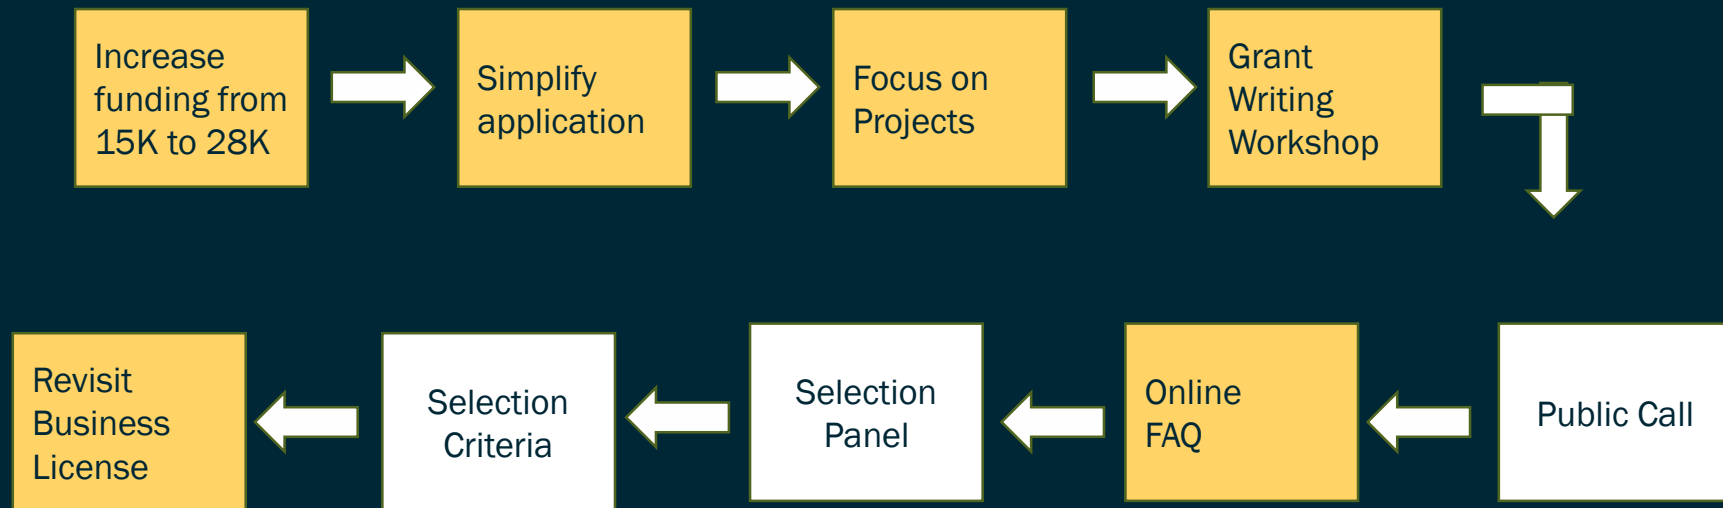 Increase
funding from
15K to 28K
Simplify
application
Focus on
Projects
Grant
Writing
Workshop
Public Call
Online
FAQ
Selection
Panel
Selection
Criteria
Revisit
Business
License